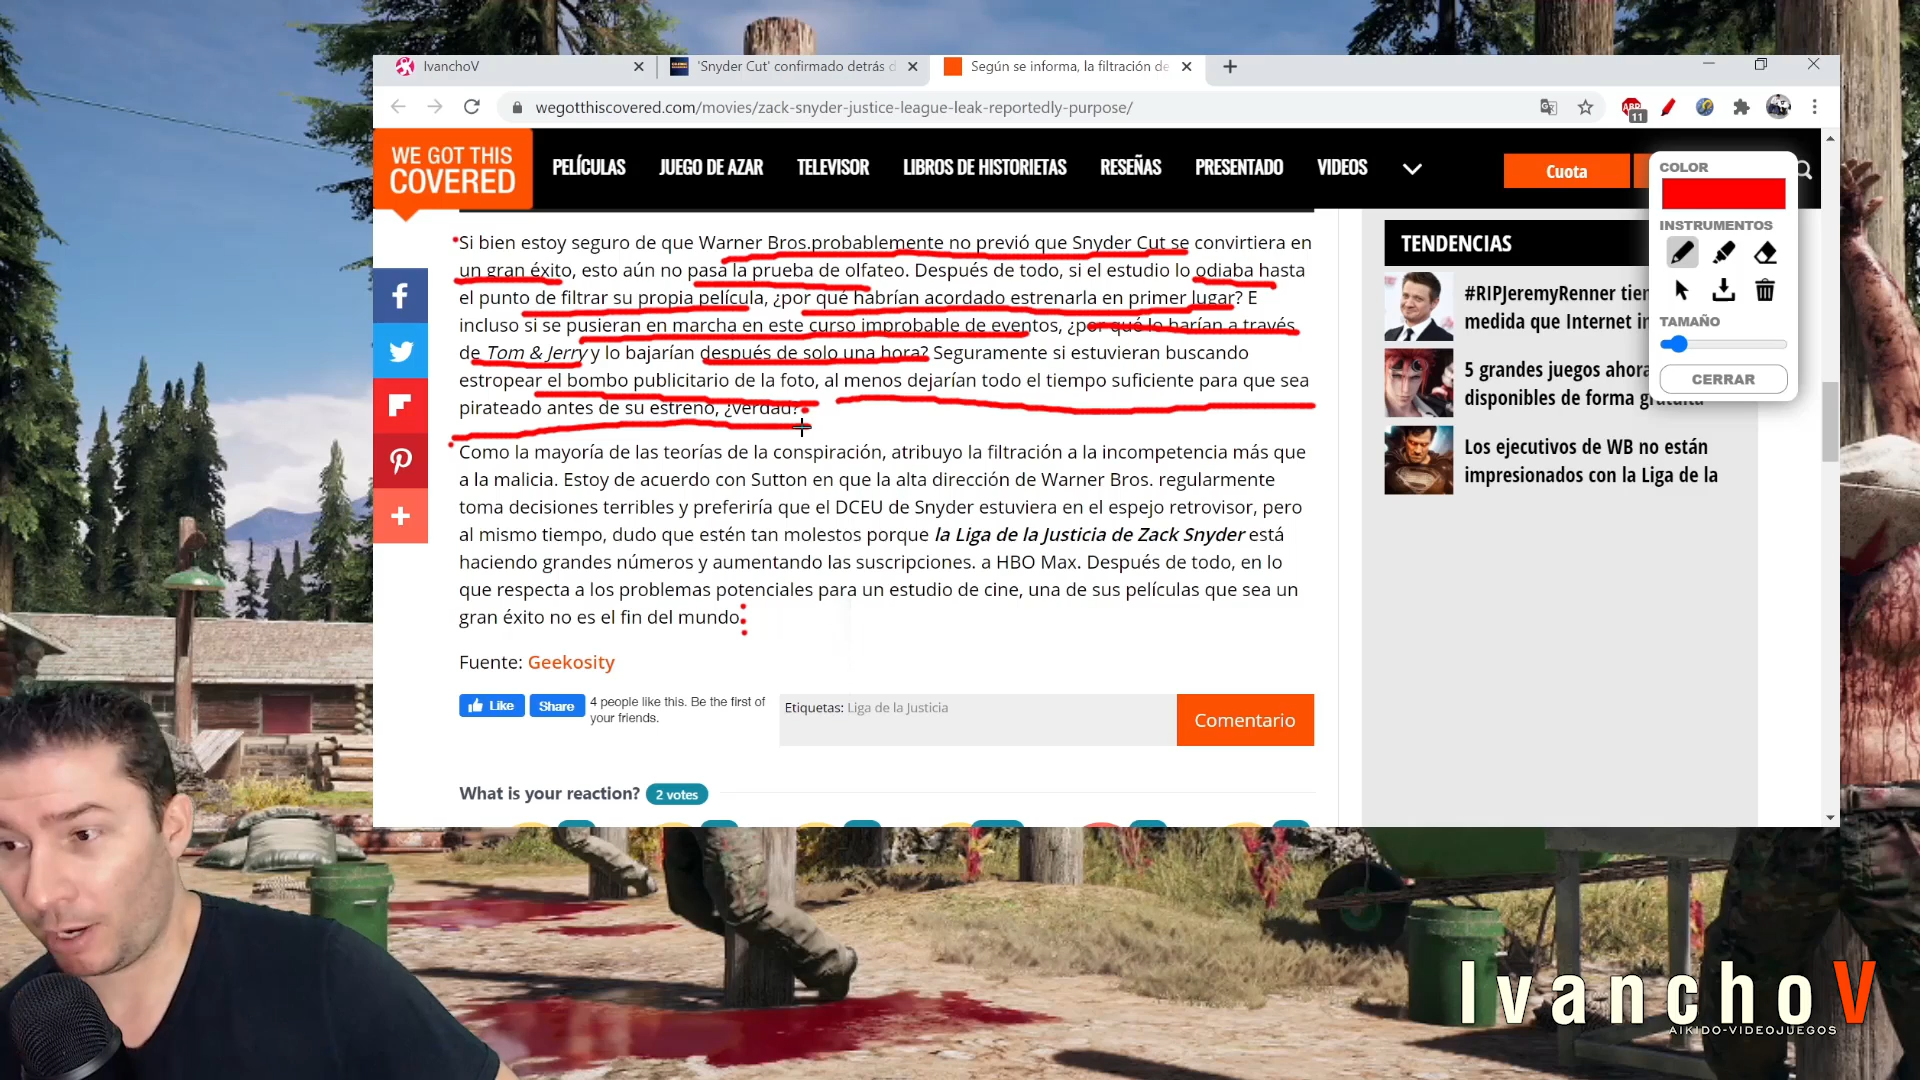 IvanchoV
'Snyder Cut' confirmado detrás d
Según se informa, la filtración de
wegotthiscovered.com/movies/zack-snyder-justice-league-leak-reportedly-purpose/
ABP
11
WE GOT THIS
COVERED
PELÍCULAS
JUEGO DE AZAR
TELEVISOR
LIBROS DE HISTORIETAS
RESEÑAS
PRESENTADO
VIDEOS
Cuota
COLOR
INSTRUMENTOS
TAMAÑO
CERRAR
Si bien estoy seguro de que Warner Bros.probablemente no previó que Snyder Cut se convirtiera en
un gran éxito, esto aún no pasa la prueba de olfateo. Después de todo, si el estudio lo odiaba hasta
el punto de filtrar su propia película, ¿por qué habrían acordado estrenarla en primer lugar? E
incluso si se pusieran en marcha en este curso improbable de eventos, ¿por qué lo harían a través
de Tom & Jerry y lo bajarían después de solo una hora? Seguramente si estuvieran buscando
estropear el bombo publicitario de la foto, al menos dejarían todo el tiempo suficiente para que sea
pirateado antes de su estreno, ¿verdad?
Como la mayoría de las teorías de la conspiración, atribuyo la filtración a la incompetencia más que
a la malicia. Estoy de acuerdo con Sutton en que la alta dirección de Warner Bros. regularmente
toma decisiones terribles y preferiría que el DCEU de Snyder estuviera en el espejo retrovisor, pero
al mismo tiempo, dudo que estén tan molestos porque la Liga de la Justicia de Zack Snyder está
haciendo grandes números y aumentando las suscripciones. a HBO Max. Después de todo, en lo
que respecta a los problemas potenciales para un estudio de cine, una de sus películas que sea un
gran éxito no es el fin del mundo.
Fuente: Geekosity
Like
Share
4 people like this. Be the first of
your friends.
Etiquetas: Liga de la Justicia
Comentario
What is your reaction?
2 votes
TENDENCIAS
#RIPJeremyRenner tien
medida que Internet in
5 grandes juegos ahora
disponibles de forma gratuita
Los ejecutivos de WB no están
impresionados con la Liga de la
IvanchoV
AIKIDO-VIDEOJUEGOS